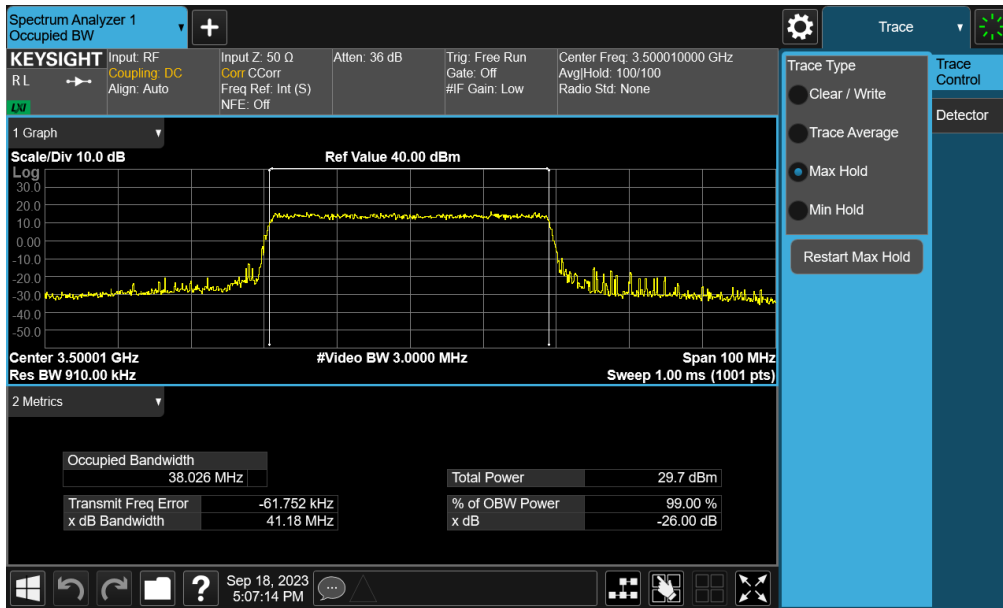 Spectrum Analyzer 1
Occupied BW
+
Trace
KEYSIGHT
R L
LXI
Input: RF
Coupling: DC
Align: Auto
Input Z: 50 Ω
Corr CCorr
Freq Ref: Int (S)
NFE: Off
Atten: 36 dB
Trig: Free Run
Gate: Off
#IF Gain: Low
Center Freq: 3.500010000 GHz
Avg|Hold: 100/100
Radio Std: None
Trace Type
Clear / Write
Trace Average
Max Hold
Min Hold
Restart Max Hold
Trace
Control
Detector
1 Graph
Scale/Div 10.0 dB
Ref Value 40.00 dBm
Log
30.0
20.0
10.0
0.00
-10.0
-20.0
-30.0
-40.0
-50.0
Center 3.50001 GHz
#Video BW 3.0000 MHz
Span 100 MHz
Res BW 910.00 kHz
Sweep 1.00 ms (1001 pts)
2 Metrics
Occupied Bandwidth
38.026 MHz
Total Power 29.7 dBm
Transmit Freq Error -61.752 kHz
% of OBW Power 99.00 %
x dB Bandwidth 41.18 MHz
x dB -26.00 dB
?
Sep 18, 2023
5:07:14 PM